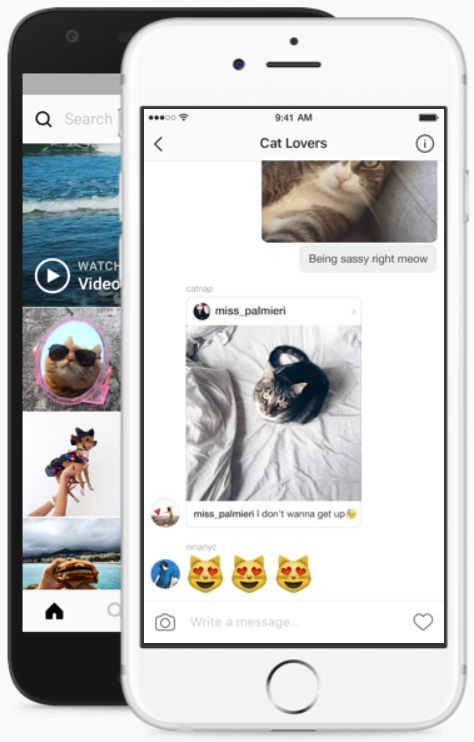 Search
WATCH
Video
9:41 AM
Cat Lovers
Being sassy right meow
catnap
miss_palmieri
miss_palmieri I don't wanna get up
ninanyc
Write a message...